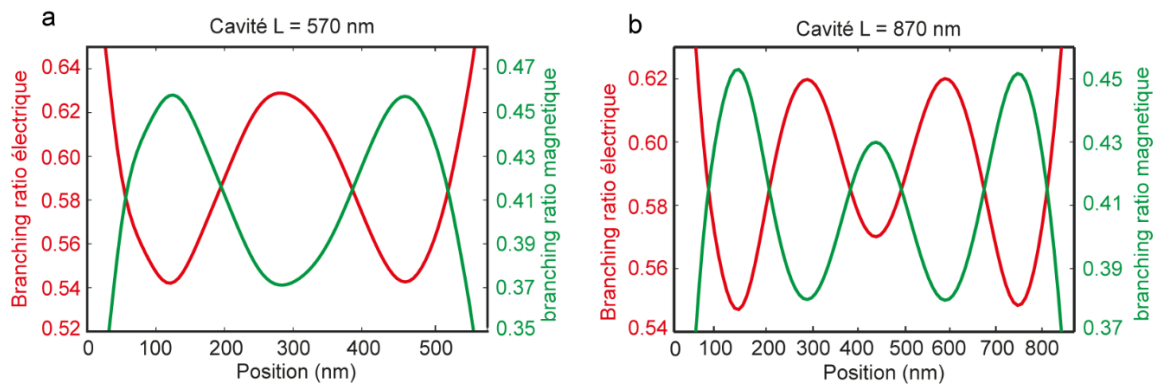 a
Cavité L = 570 nm
Branching ratio électrique
0.64
0.62
0.60
0.58
0.56
0.54
0.52
0.47
0.45
0.43
0.41
0.39
0.37
0.35
branching ratio magnetique
0 100 200 300 400 500
Position (nm)
b
Cavité L = 870 nm
Branching ratio électrique
0.62
0.60
0.58
0.56
0.54
0.45
0.43
0.41
0.39
0.37
branching ratio magnetique
0 100 200 300 400 500 600 700 800
Position (nm)